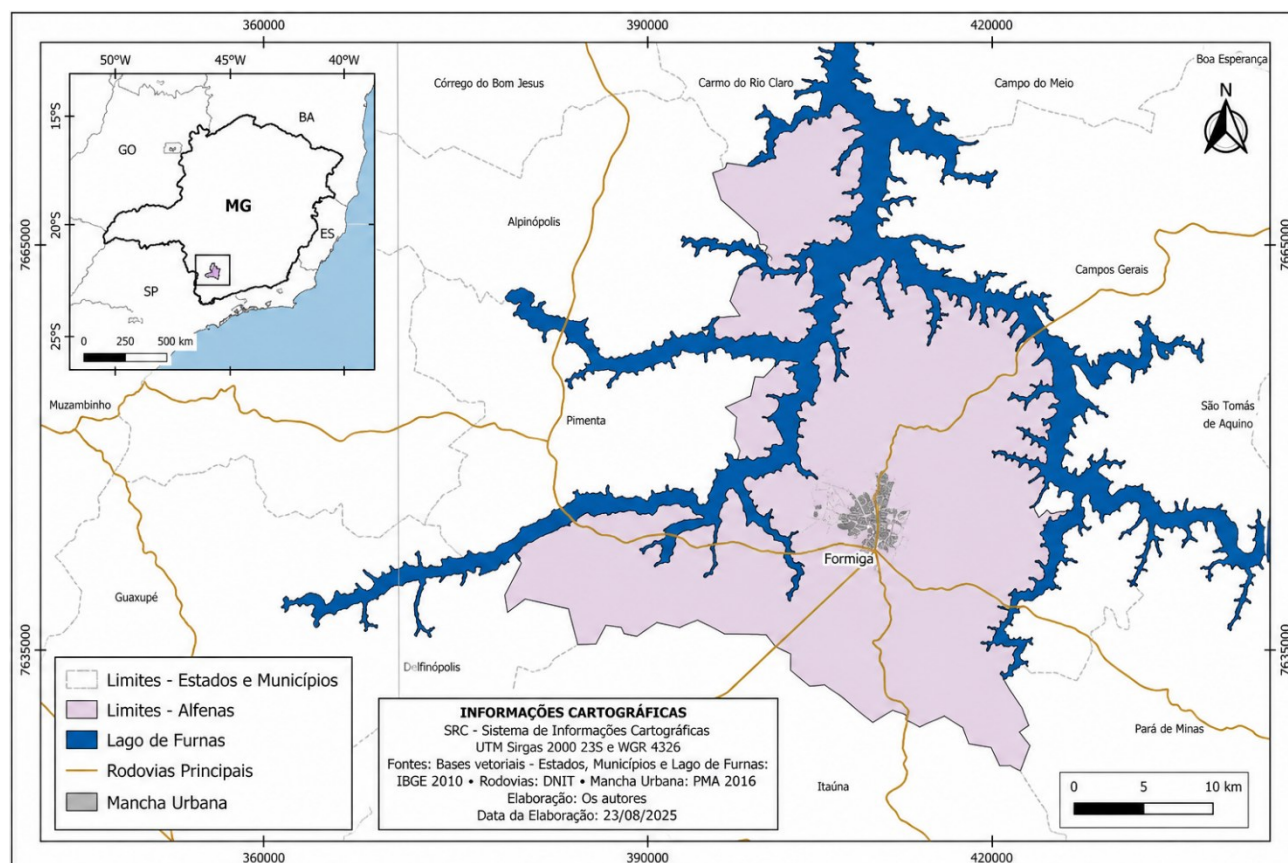 360000
390000
420000
50°W
45°W
40°W
15°S
20°S
25°S
GO
BA
MG
ES
SP
0 250 500 km
Córrego do Bom Jesus
Carmo do Rio Claro
Campo do Meio
Boa Esperança
N
7665000
7665000
Alpinópolis
Campos Gerais
Muzambinho
Pimenta
São Tomás
de Aquino
Formiga
Guaxupé
7635000
7635000
Delfinópolis
Pará de Minas
Itaúna
Limites - Estados e Municípios
Limites - Alfenas
Lago de Furnas
Rodovias Principais
Mancha Urbana
INFORMAÇÕES CARTOGRÁFICAS
SRC - Sistema de Informações Cartográficas
UTM Sirgas 2000 23S e WGR 4326
Fontes: Bases vetoriais - Estados, Municípios e Lago de Furnas:
IBGE 2010 • Rodovias: DNIT • Mancha Urbana: PMA 2016
Elaboração: Os autores
Data da Elaboração: 23/08/2025
0 5 10 km
360000
390000
420000